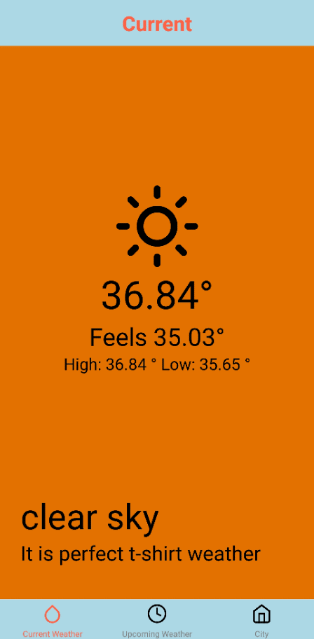 Current
36.84°
Feels 35.03°
High: 36.84 ° Low: 35.65 °
clear sky
It is perfect t-shirt weather
Current Weather Upcoming Weather City